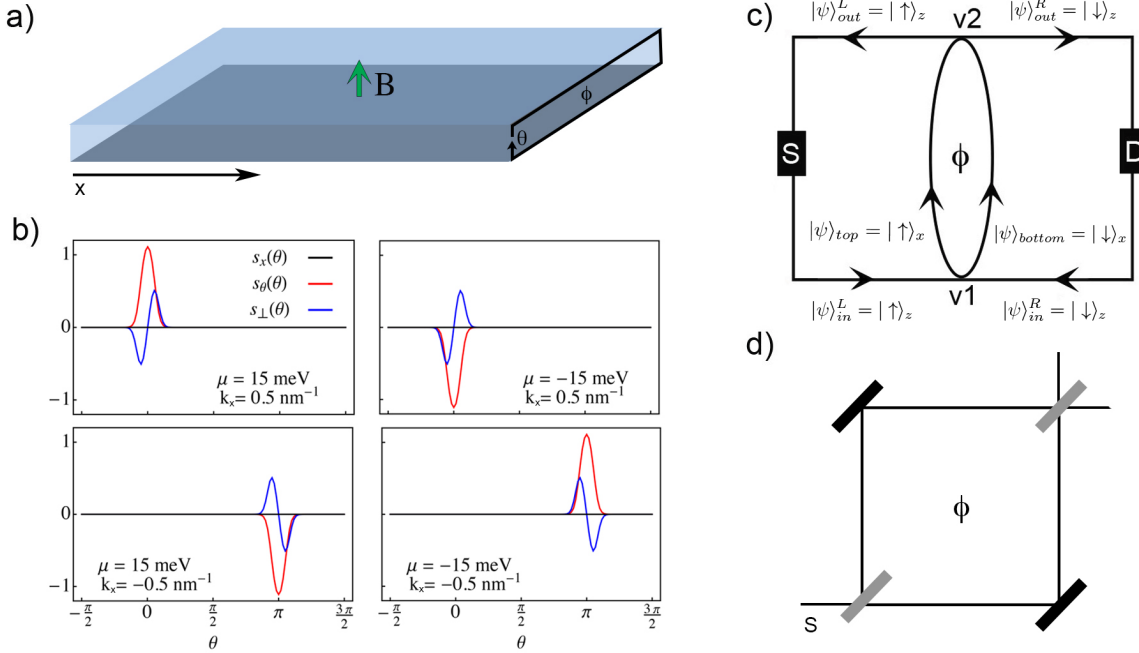 a)
B
ϕ
θ
x
b)
1
0
−1
s_x(θ)
s_θ(θ)
s_⊥(θ)
μ = 15 meV
k_x= 0.5 nm⁻¹
μ = −15 meV
k_x= 0.5 nm⁻¹
1
0
−1
μ = 15 meV
k_x= −0.5 nm⁻¹
μ = −15 meV
k_x= −0.5 nm⁻¹
−π/2 0 π/2 π 3π/2
−π/2 0 π/2 π 3π/2
θ
θ
c)
|ψ⟩ᴸ_out = |↑⟩_z
v2
|ψ⟩ᴿ_out = |↓⟩_z
S
ϕ
D
|ψ⟩_top = |↑⟩_x
|ψ⟩_bottom = |↓⟩_x
v1
|ψ⟩ᴸ_in = |↑⟩_z
|ψ⟩ᴿ_in = |↓⟩_z
d)
ϕ
S